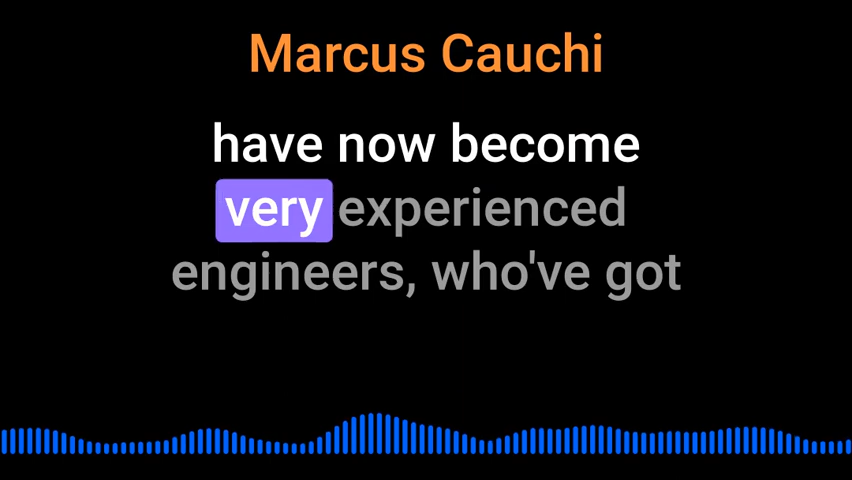 Marcus Cauchi
have now become
very experienced
engineers, who've got